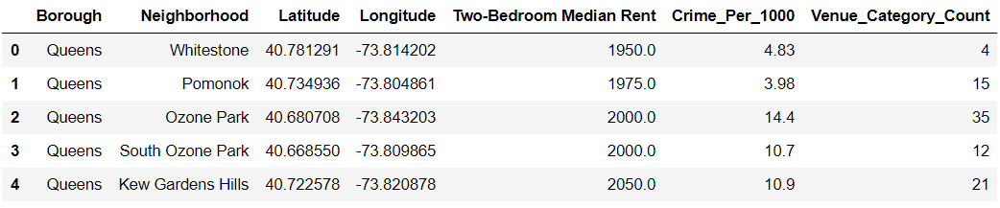 Borough Neighborhood Latitude Longitude Two-Bedroom Median Rent Crime_Per_1000 Venue_Category_Count
0 Queens Whitestone 40.781291 -73.814202 1950.0 4.83 4
1 Queens Pomonok 40.734936 -73.804861 1975.0 3.98 15
2 Queens Ozone Park 40.680708 -73.843203 2000.0 14.4 35
3 Queens South Ozone Park 40.668550 -73.809865 2000.0 10.7 12
4 Queens Kew Gardens Hills 40.722578 -73.820878 2050.0 10.9 21